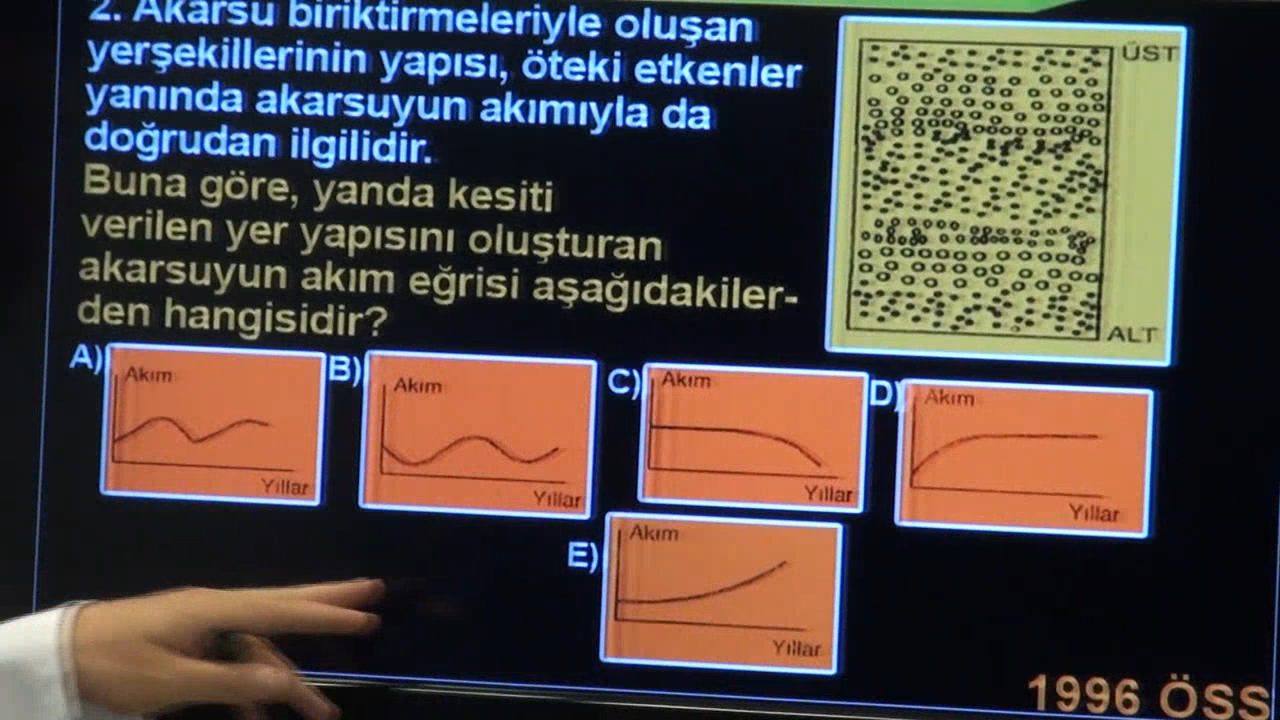 2. Akarsu biriktirmeleriyle oluşan
yerşekillerinin yapısı, öteki etkenler
yanında akarsuyun akımıyla da
doğrudan ilgilidir.
Buna göre, yanda kesiti
verilen yer yapısını oluşturan
akarsuyun akım eğrisi aşağıdakiler-
den hangisidir?
ÜST
ALT
A)
Akım
Yıllar
B)
Akım
Yıllar
C)
Akım
Yıllar
D)
Akım
Yıllar
E)
Akım
Yıllar
1996 ÖSS